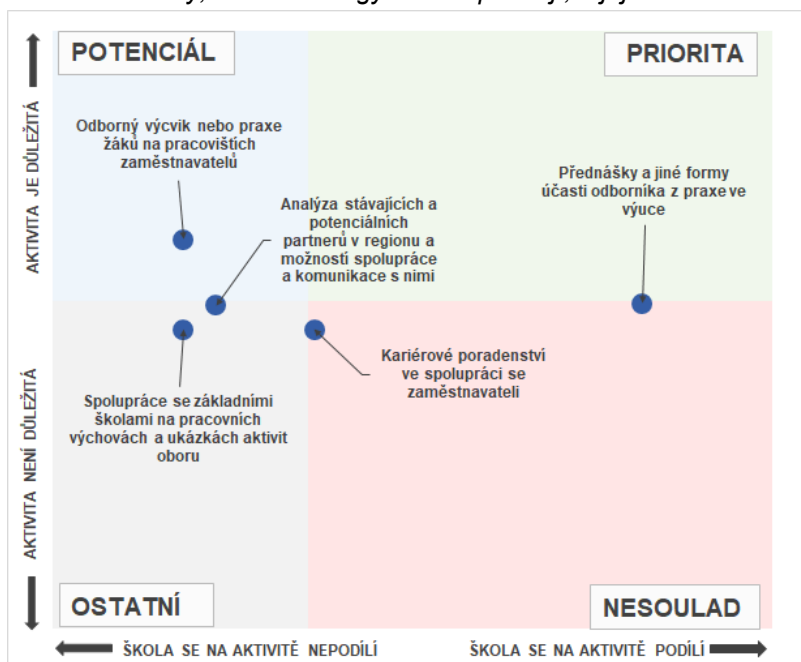 POTENCIÁL
PRIORITA
AKTIVITA JE DŮLEŽITÁ
Odborný výcvik nebo praxe
žáků na pracovištích
zaměstnavatelů
Přednášky a jiné formy
účasti odborníka z praxe ve
výuce
Analýza stávajících a
potenciálních
partnerů v regionu a
možností spolupráce
a komunikace s nimi
Kariérové poradenství
ve spolupráci se
zaměstnavateli
Spolupráce se základními
školami na pracovních
výchovách a ukázkách aktivit
oboru
AKTIVITA NENÍ DŮLEŽITÁ
OSTATNÍ
NESOULAD
ŠKOLA SE NA AKTIVITĚ NEPODÍLÍ
ŠKOLA SE NA AKTIVITĚ PODÍLÍ